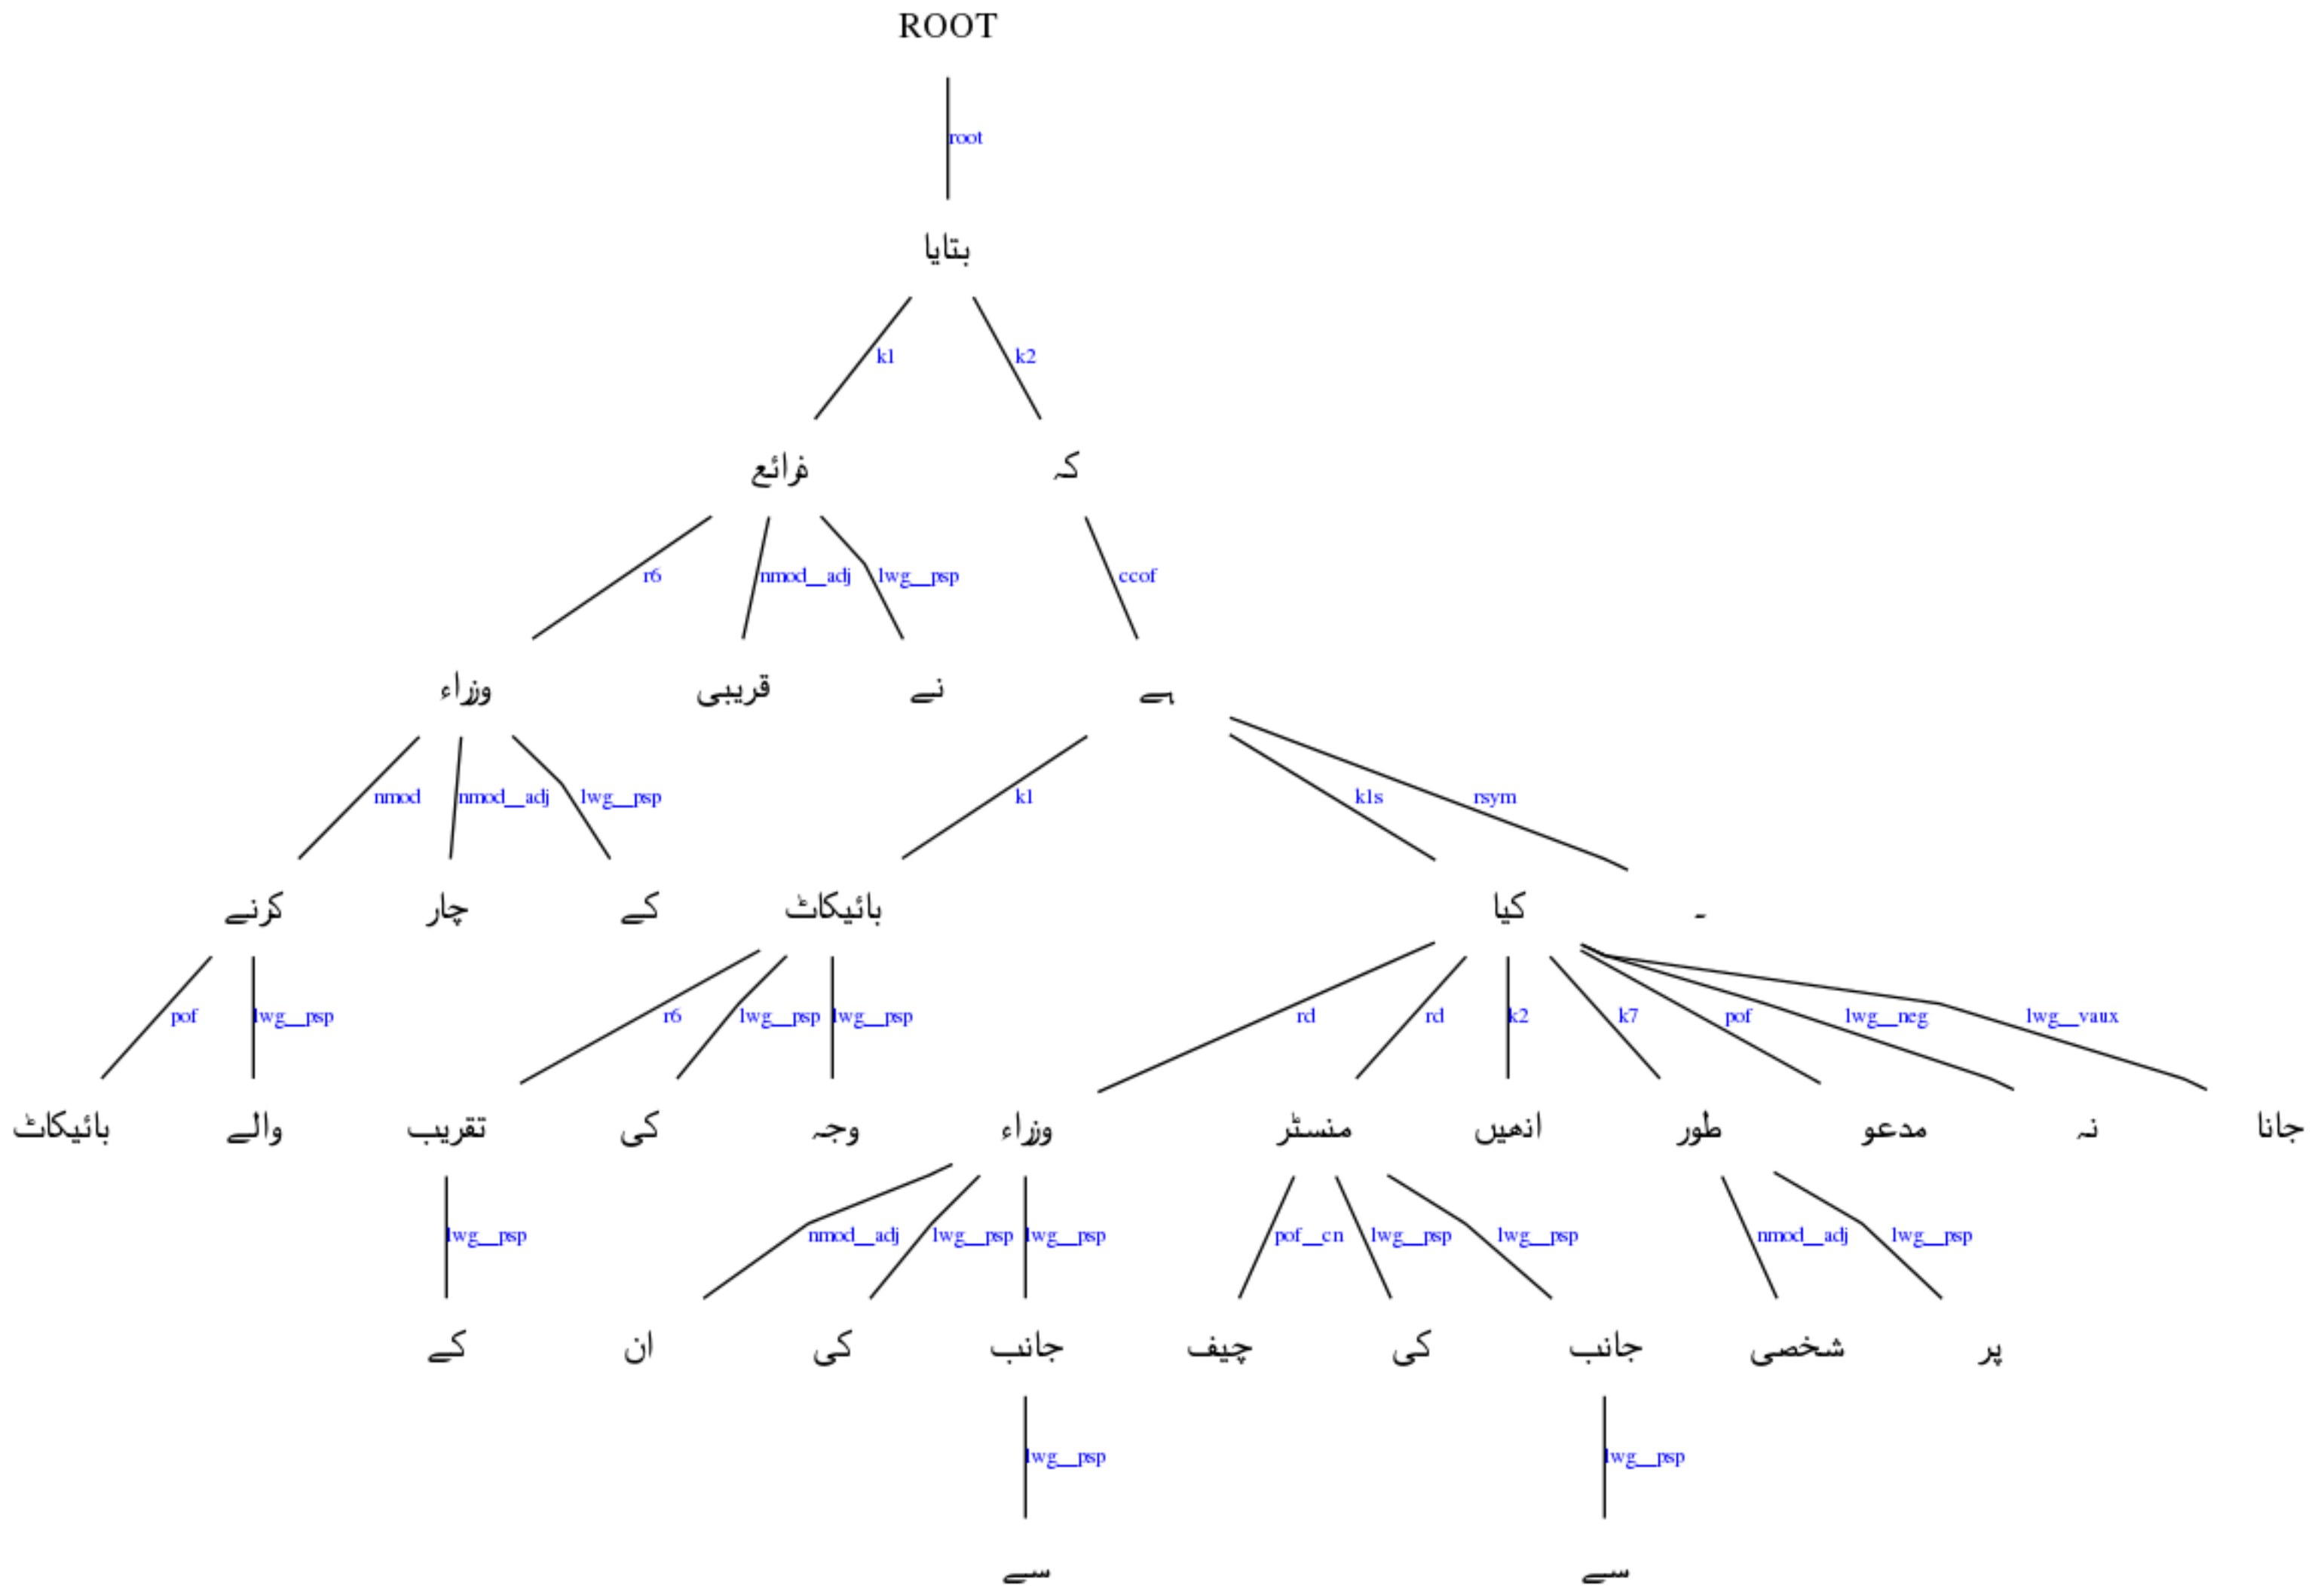 ROOT
root
بتایا
k1 k2
ذرائع کہ
r6 nmod__adj lwg__psp ccof
وزراء قریبی نے ہے
nmod nmod__adj lwg__psp k1 k1s rsym
کرنے چار کے بائیکاٹ کیا ۔
pof lwg__psp r6 lwg__psp lwg__psp rd rd k2 k7 pof lwg__neg lwg__vaux
بائیکاٹ والے تقریب کی وجہ وزراء منسٹر انھیں طور مدعو نہ جانا
lwg__psp nmod__adj lwg__psp lwg__psp pof__cn lwg__psp lwg__psp nmod__adj lwg__psp
کے ان کی جانب چیف کی جانب شخصی پر
lwg__psp lwg__psp
سے سے